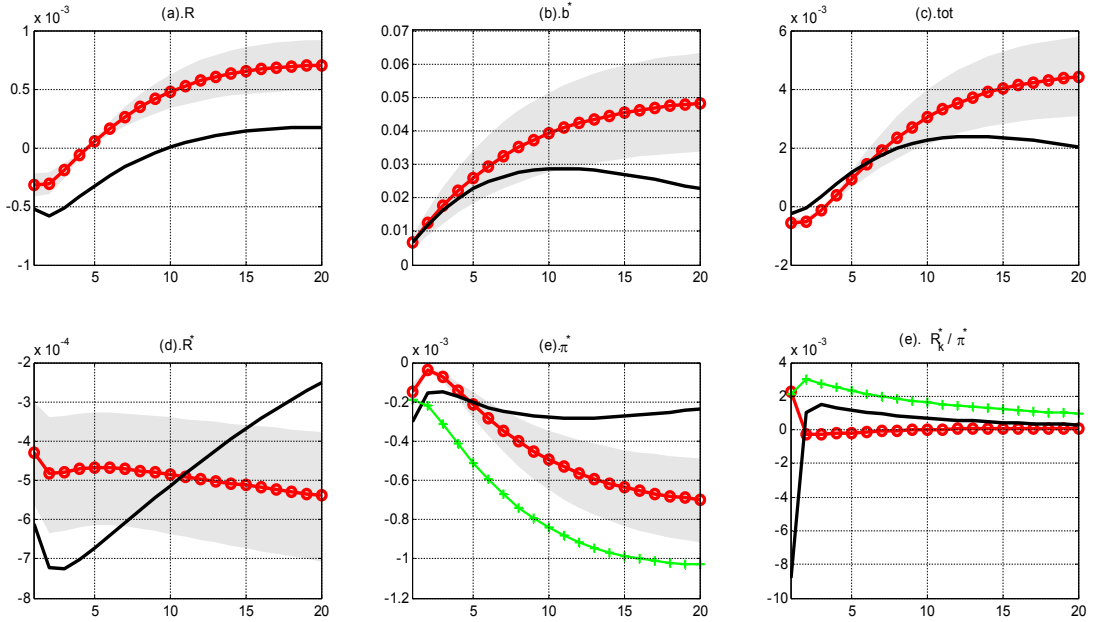 x 10⁻³
(a).R
1
0.5
0
-0.5
-1
5 10 15 20
(b).b*
0.07
0.06
0.05
0.04
0.03
0.02
0.01
0
5 10 15 20
x 10⁻³
(c).tot
6
4
2
0
-2
5 10 15 20
x 10⁻⁴
(d).R*
-2
-3
-4
-5
-6
-7
-8
5 10 15 20
x 10⁻³
(e).π*
0
-0.2
-0.4
-0.6
-0.8
-1
-1.2
5 10 15 20
x 10⁻³
(e). R*ₖ / π*
4
2
0
-2
-4
-6
-8
-10
5 10 15 20